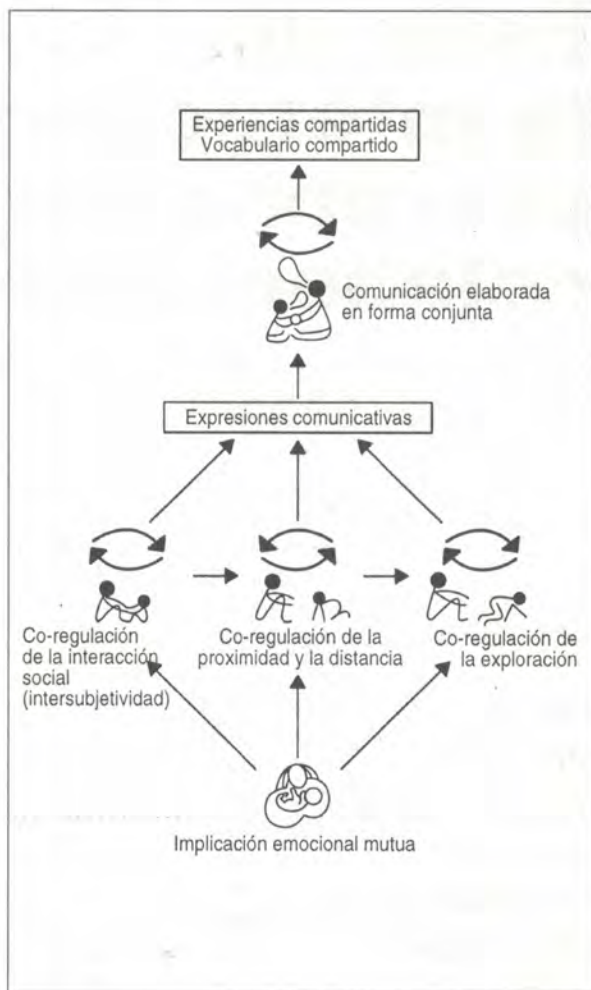 Experiencias compartidas
Vocabulario compartido
Comunicación elaborada
en forma conjunta
Expresiones comunicativas
Co-regulación
de la interacción
social
(intersubjetividad)
Co-regulación de la
proximidad y la distancia
Co-regulación de
la exploración
Implicación emocional mutua